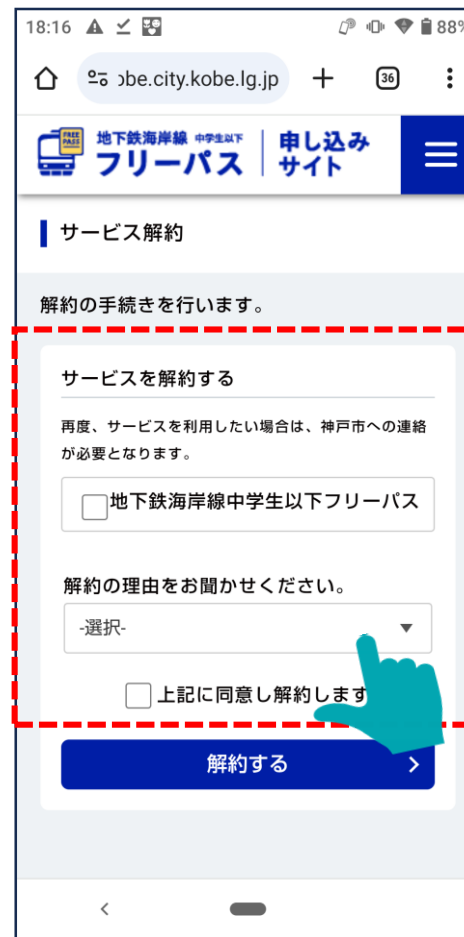 18:16 88%
obe.city.kobe.lg.jp 36
FREE PASS
地下鉄海岸線 中学生以下
フリーパス
申し込み
サイト
サービス解約
解約の手続きを行います。
サービスを解約する
再度、サービスを利用したい場合は、神戸市への連絡
が必要となります。
地下鉄海岸線中学生以下フリーパス
解約の理由をお聞かせください。
-選択-
上記に同意し解約します
解約する